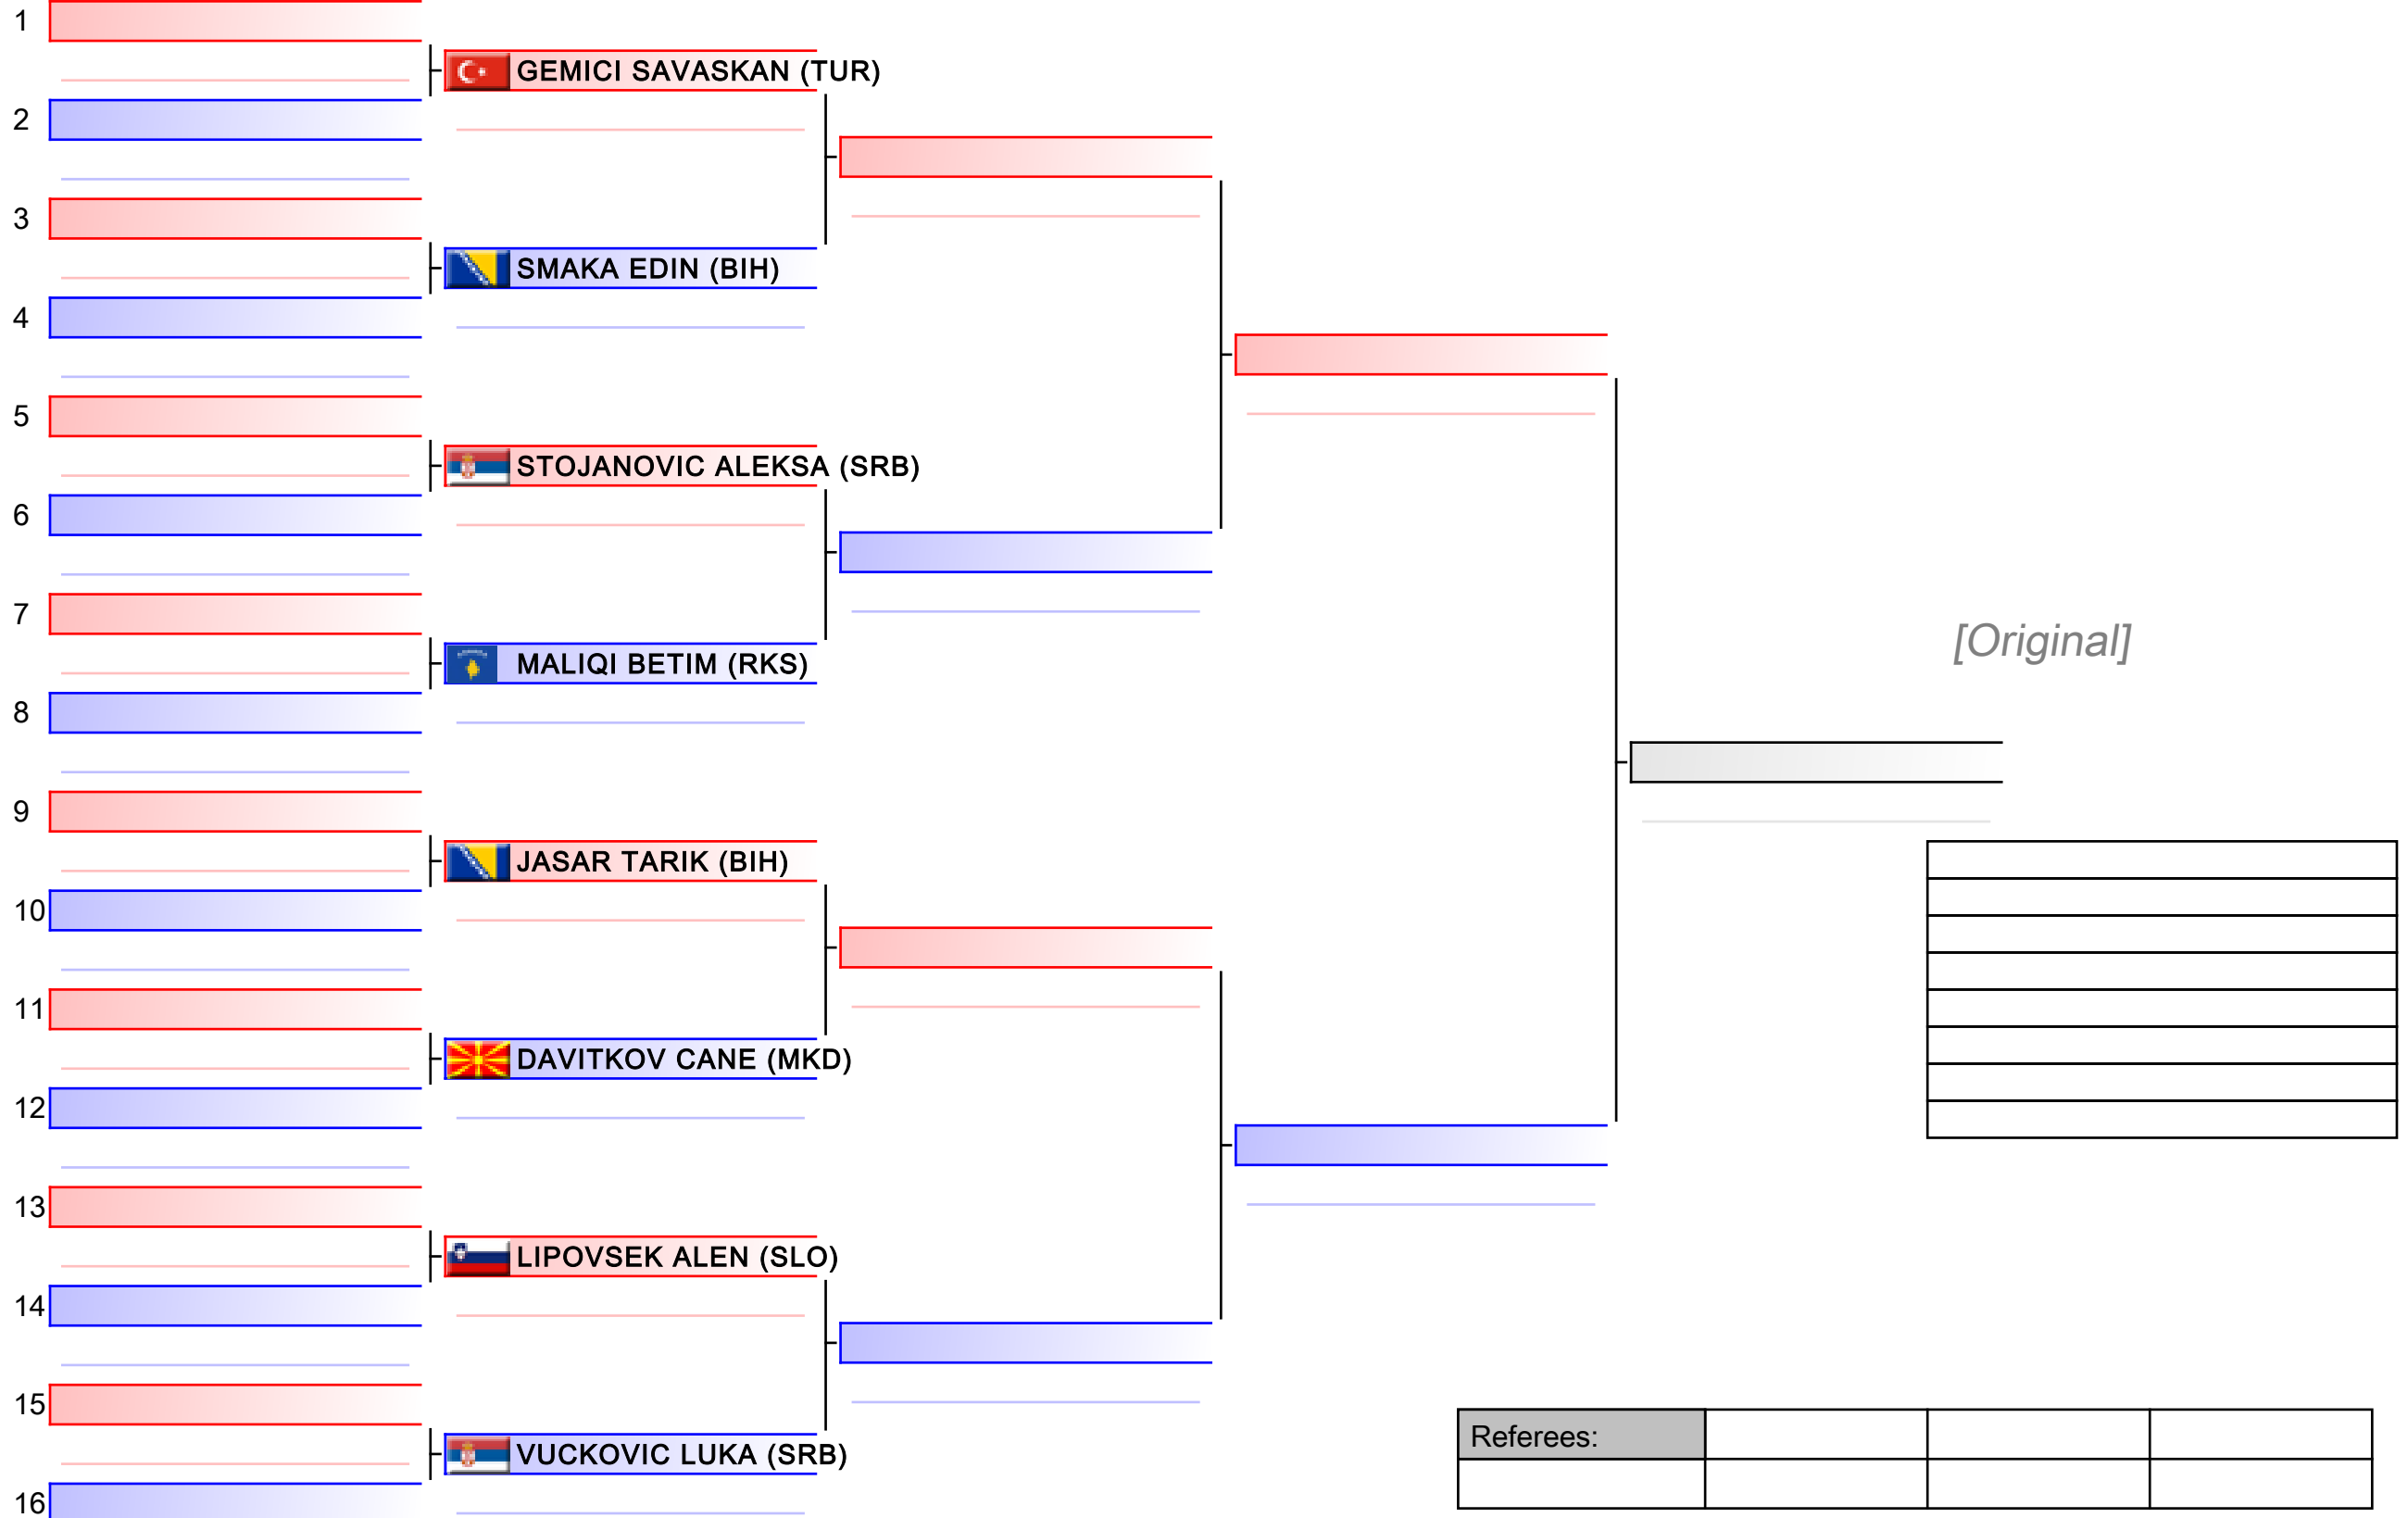 1
GEMICI SAVASKAN (TUR)
2
3
SMAKA EDIN (BIH)
4
5
STOJANOVIC ALEKSA (SRB)
6
7
[Original]
MALIQI BETIM (RKS)
8
9
JASAR TARIK (BIH)
10
11
DAVITKOV CANE (MKD)
12
13
LIPOVSEK ALEN (SLO)
14
15
Referees:
VUCKOVIC LUKA (SRB)
16